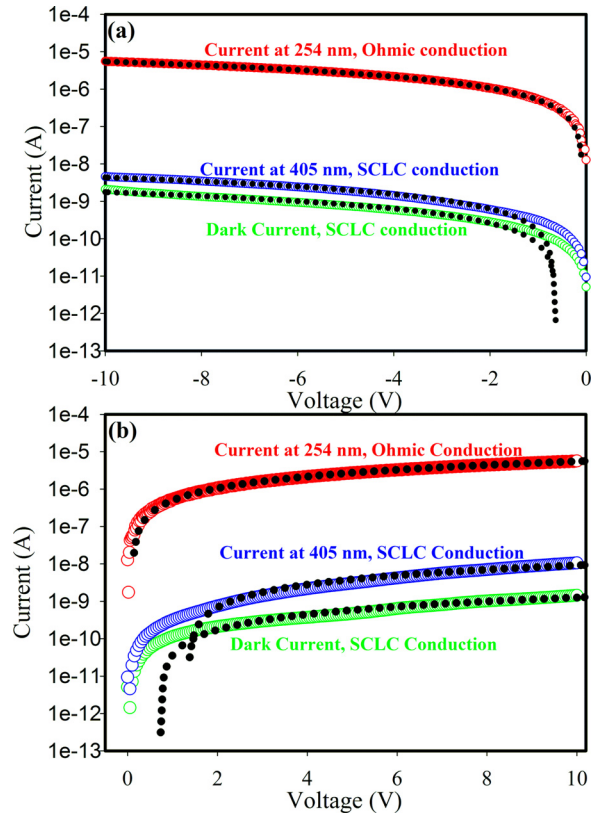 (a)
1e-4
1e-5
1e-6
1e-7
1e-8
1e-9
1e-10
1e-11
1e-12
1e-13
Current (A)
Current at 254 nm, Ohmic conduction
Current at 405 nm, SCLC conduction
Dark Current, SCLC conduction
-10 -8 -6 -4 -2 0
Voltage (V)
(b)
1e-4
1e-5
1e-6
1e-7
1e-8
1e-9
1e-10
1e-11
1e-12
1e-13
Current (A)
Current at 254 nm, Ohmic Conduction
Current at 405 nm, SCLC Conduction
Dark Current, SCLC Conduction
0 2 4 6 8 10
Voltage (V)